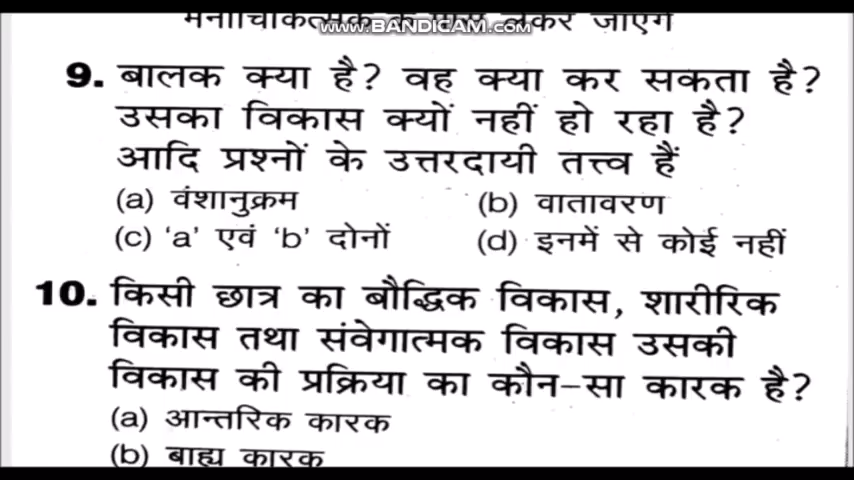 www.BANDICAM.com
लेकर जाएंगे
9. बालक क्या है? वह क्या कर सकता है?
उसका विकास क्यों नहीं हो रहा है?
आदि प्रश्नों के उत्तरदायी तत्त्व हैं
(a) वंशानुक्रम (b) वातावरण
(c) 'a' एवं 'b' दोनों (d) इनमें से कोई नहीं
10. किसी छात्र का बौद्धिक विकास, शारीरिक
विकास तथा संवेगात्मक विकास उसकी
विकास की प्रक्रिया का कौन-सा कारक है?
(a) आन्तरिक कारक
(b) बाह्य कारक